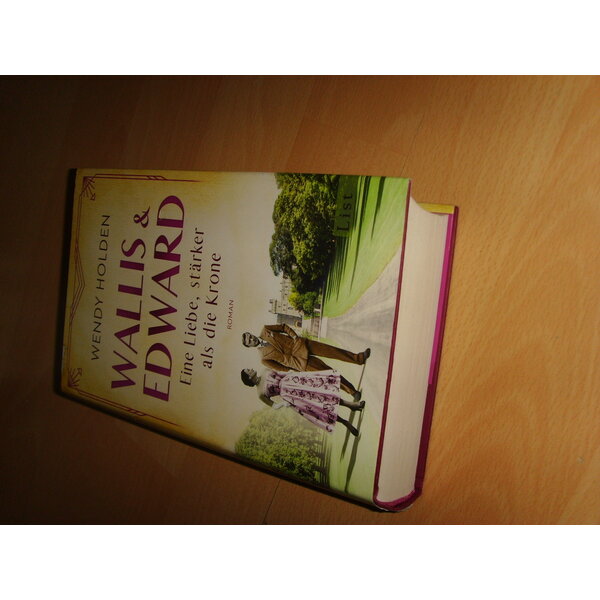 WENDY HOLDEN
WALLIS &
EDWARD
Eine Liebe, stärker
als die Krone
ROMAN
List